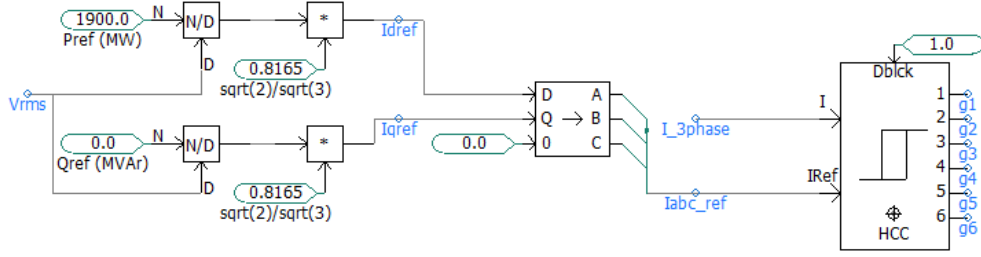 1900.0
N
N/D
*
Pref (MW)
D
0.8165
sqrt(2)/sqrt(3)
Idref
Vrms
0.0
N
N/D
*
Qref (MVAr)
D
0.8165
sqrt(2)/sqrt(3)
Iqref
0.0
D
Q
0
A
B
C
I_3phase
Iabc_ref
1.0
Dblck
I
IRef
HCC
1
g1
2
g2
3
g3
4
g4
5
g5
6
g6